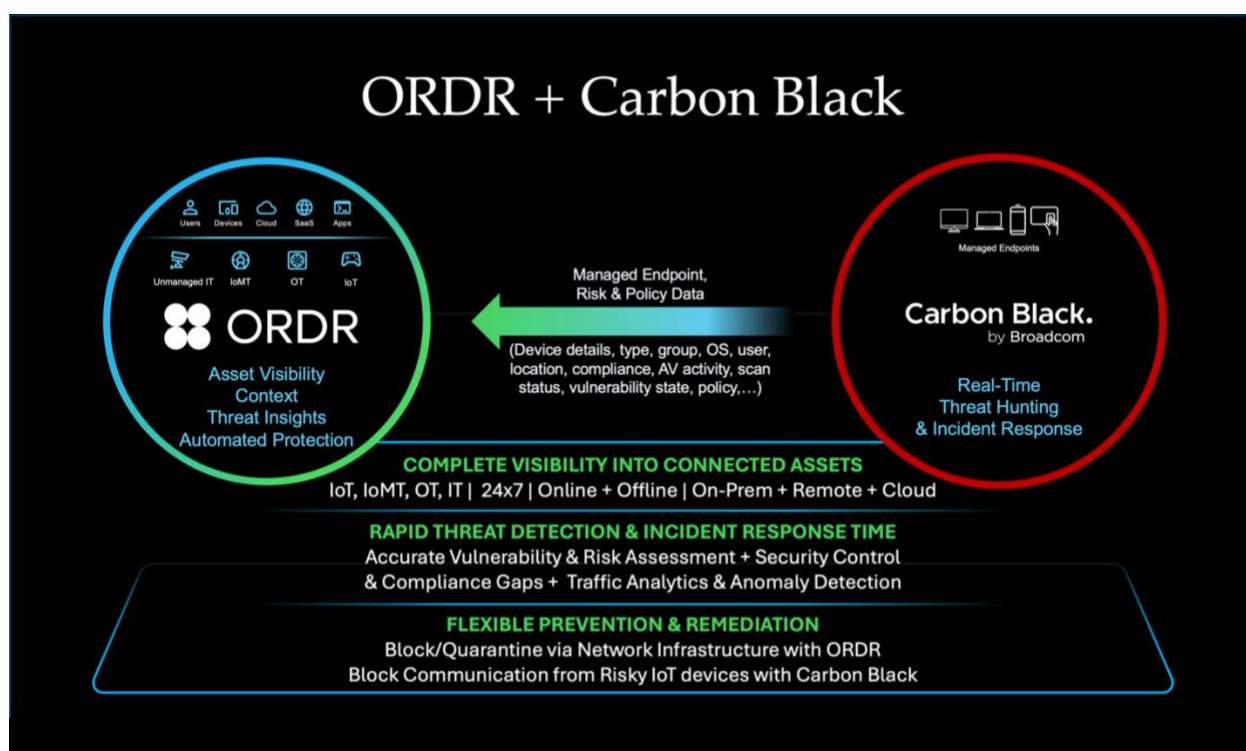 ORDR + Carbon Black
Users Devices Cloud SaaS Apps
Unmanaged IT IoMT OT IoT
ORDR
Asset Visibility
Context
Threat Insights
Automated Protection
Managed Endpoint,
Risk & Policy Data
(Device details, type, group, OS, user,
location, compliance, AV activity, scan
status, vulnerability state, policy,...)
Managed Endpoints
Carbon Black.
by Broadcom
Real-Time
Threat Hunting
& Incident Response
COMPLETE VISIBILITY INTO CONNECTED ASSETS
IoT, IoMT, OT, IT | 24x7 | Online + Offline | On-Prem + Remote + Cloud
RAPID THREAT DETECTION & INCIDENT RESPONSE TIME
Accurate Vulnerability & Risk Assessment + Security Control
& Compliance Gaps + Traffic Analytics & Anomaly Detection
FLEXIBLE PREVENTION & REMEDIATION
Block/Quarantine via Network Infrastructure with ORDR
Block Communication from Risky IoT devices with Carbon Black